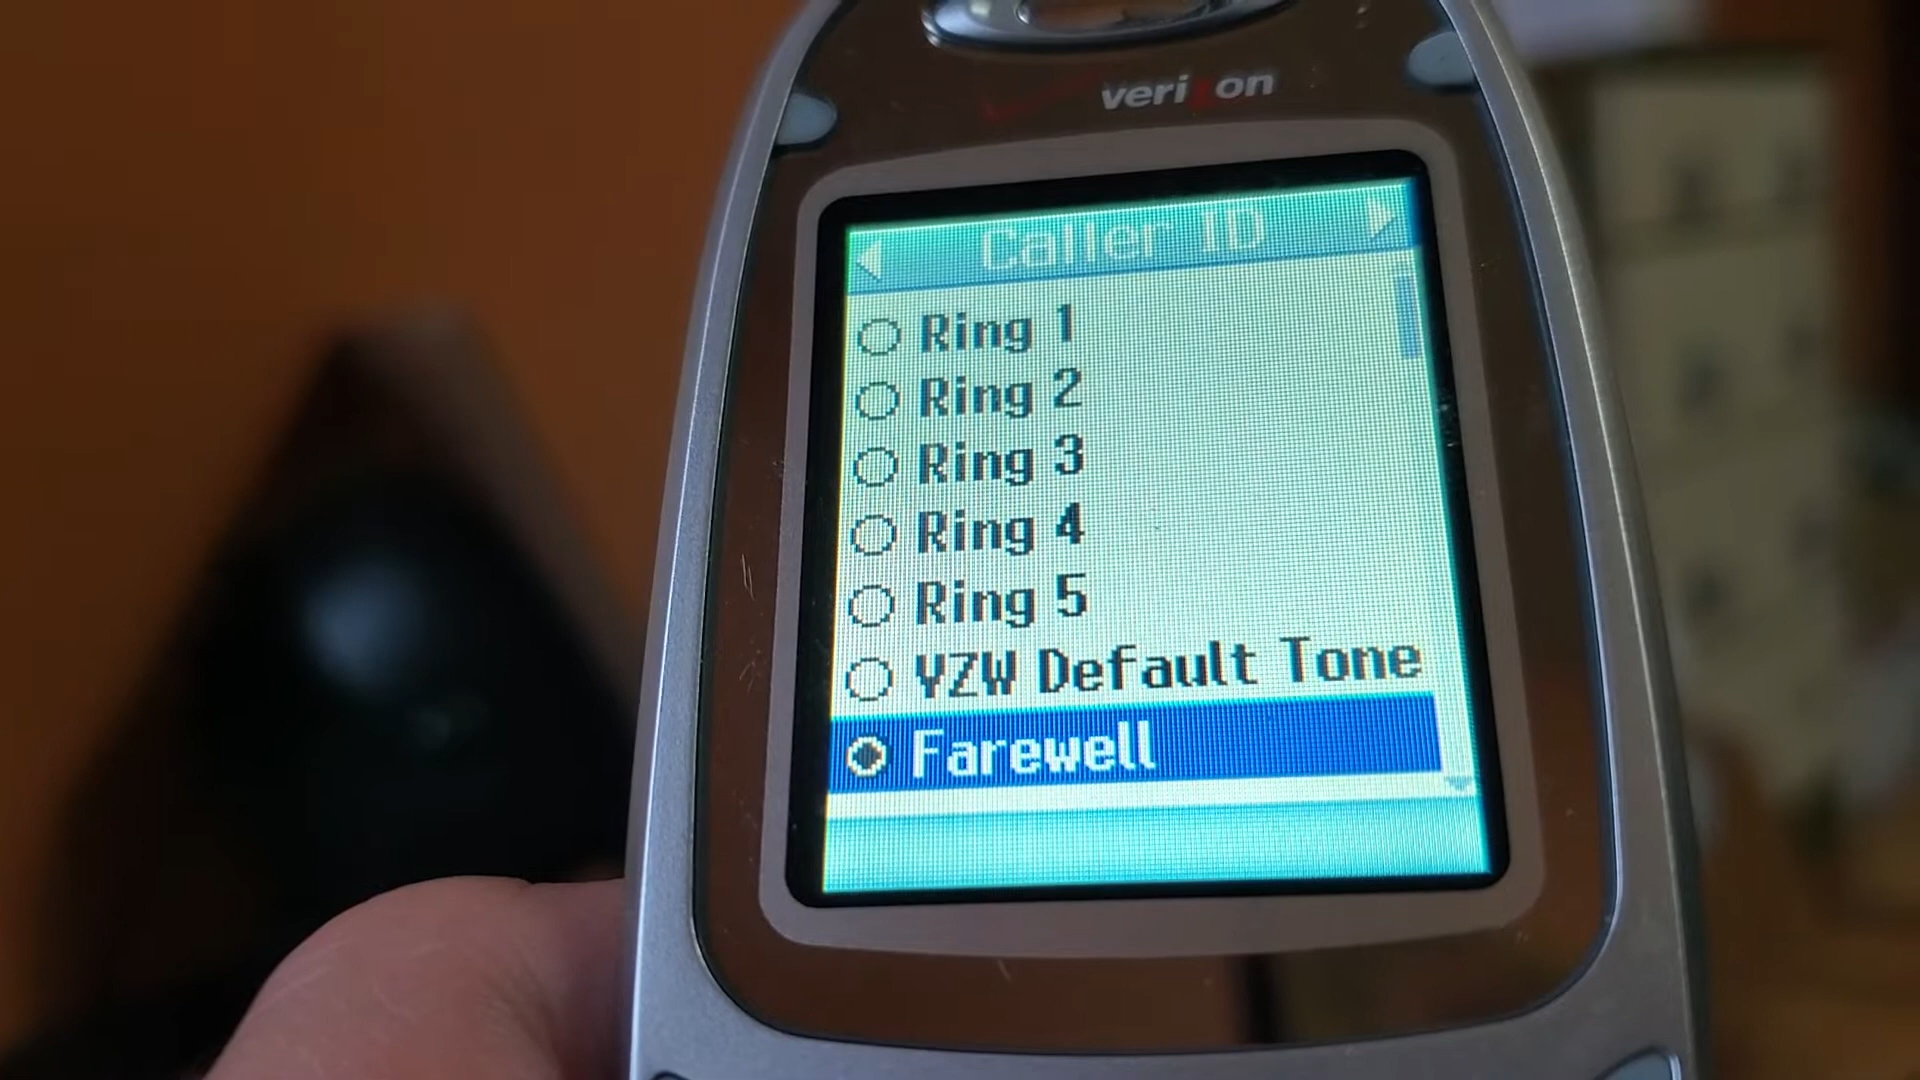 verizon
Caller ID
Ring 1
Ring 2
Ring 3
Ring 4
Ring 5
VZW Default Tone
Farewell